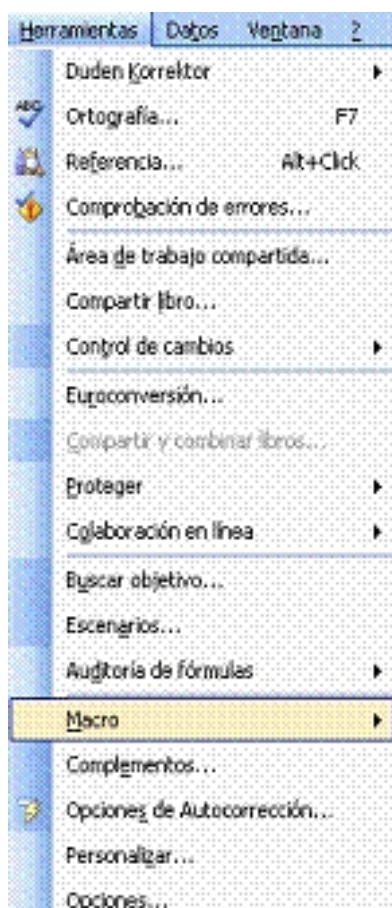 Herramientas Datos Ventana ?
Duden Korrektor
Ortografía... F7
Referencia... Alt+Click
Comprobación de errores...
Área de trabajo compartida...
Compartir libro...
Control de cambios
Euroconversión...
Compartir y combinar libros...
Proteger
Colaboración en línea
Buscar objetivo...
Escenarios...
Auditoría de fórmulas
Macro
Complementos...
Opciones de Autocorrección...
Personalizar...
Opciones...